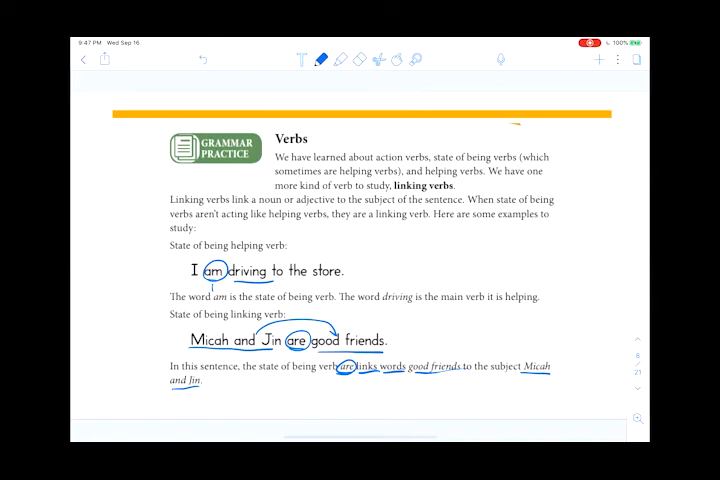 9:47 PM Wed Sep 16
100%
T
GRAMMAR
PRACTICE
Verbs
We have learned about action verbs, state of being verbs (which
sometimes are helping verbs), and helping verbs. We have one
more kind of verb to study, linking verbs.
Linking verbs link a noun or adjective to the subject of the sentence. When state of being
verbs aren't acting like helping verbs, they are a linking verb. Here are some examples to
study:
State of being helping verb:
I am driving to the store.
The word am is the state of being verb. The word driving is the main verb it is helping.
State of being linking verb:
Micah and Jin are good friends.
In this sentence, the state of being verb are links words good friends to the subject Micah
and Jin.
6
/
21